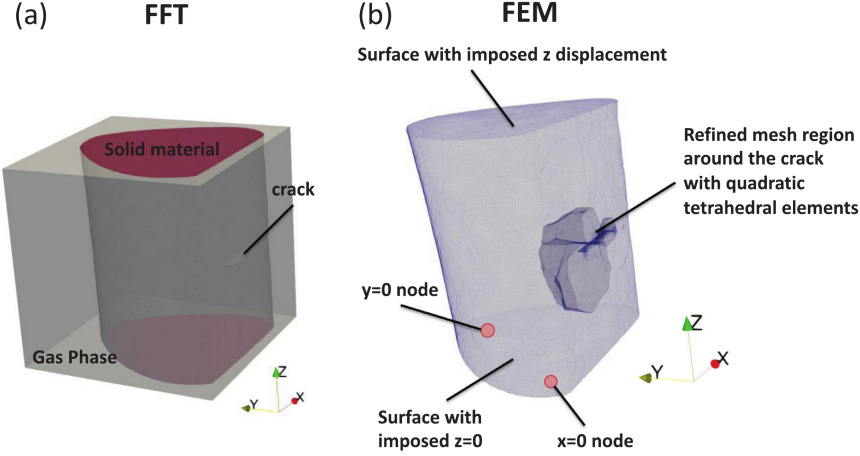 (a)
FFT
Solid material
crack
Gas Phase
Z
Y
X
(b)
FEM
Surface with imposed z displacement
Refined mesh region
around the crack
with quadratic
tetrahedral elements
y=0 node
Z
Y
X
Surface with
imposed z=0
x=0 node